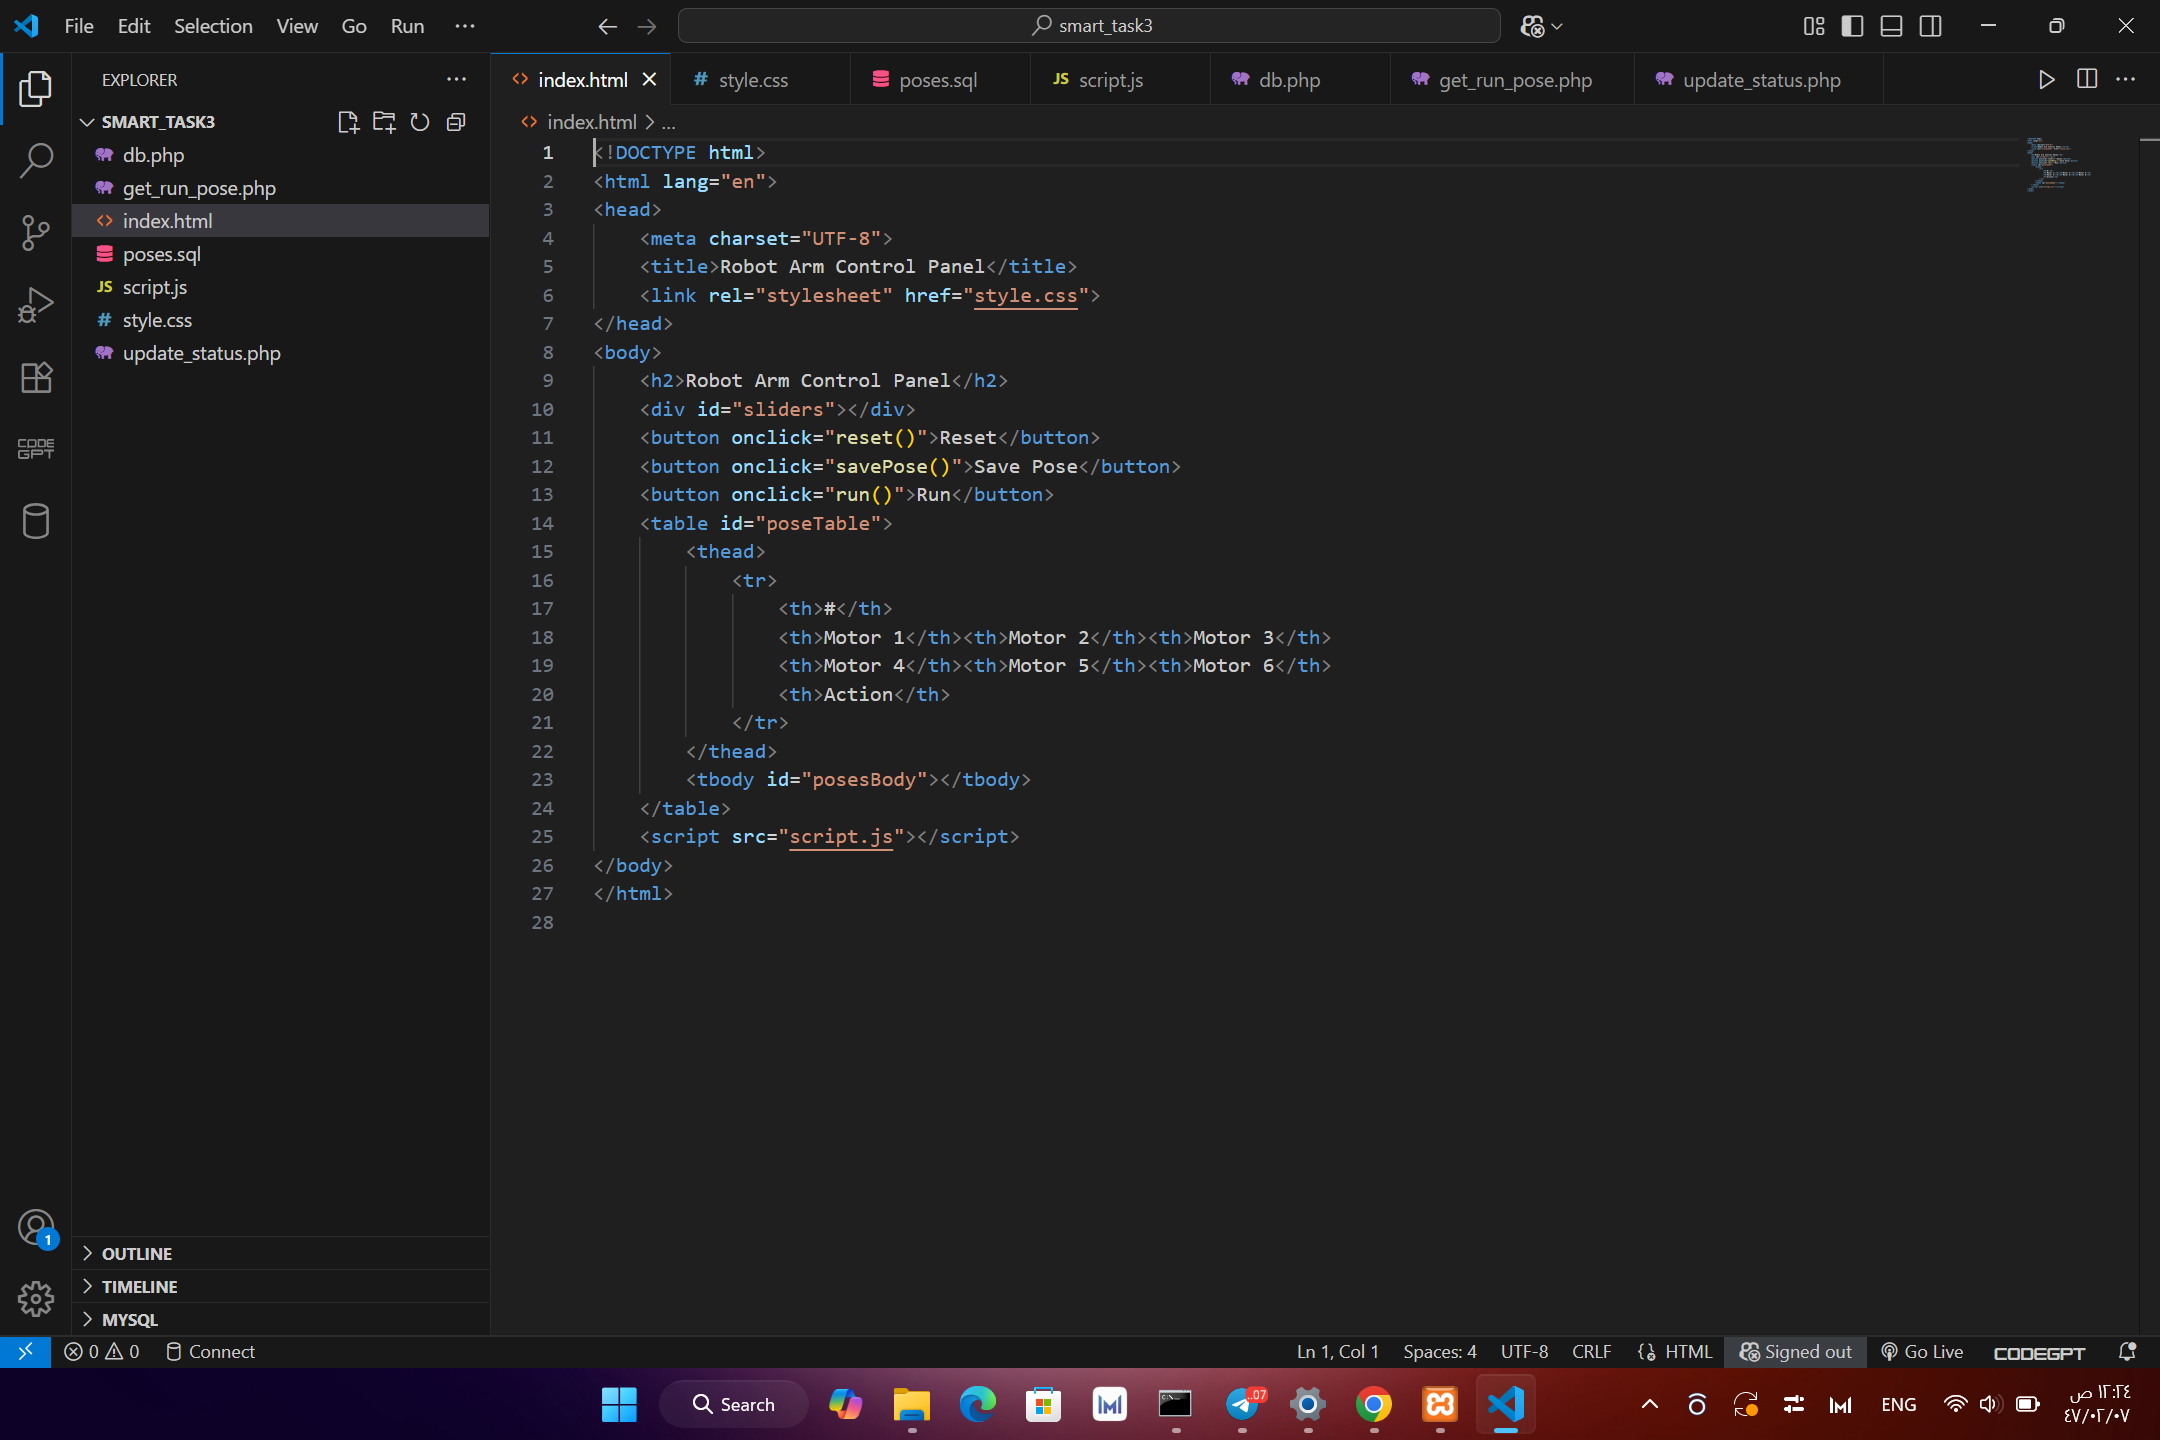 File Edit Selection View Go Run ...
smart_task3
EXPLORER
SMART_TASK3
db.php
get_run_pose.php
index.html
poses.sql
script.js
style.css
update_status.php
OUTLINE
TIMELINE
MYSQL
index.html style.css poses.sql script.js db.php get_run_pose.php update_status.php
index.html > ...
1 <!DOCTYPE html>
2 <html lang="en">
3 <head>
4     <meta charset="UTF-8">
5     <title>Robot Arm Control Panel</title>
6     <link rel="stylesheet" href="style.css">
7 </head>
8 <body>
9     <h2>Robot Arm Control Panel</h2>
10     <div id="sliders"></div>
11     <button onclick="reset()">Reset</button>
12     <button onclick="savePose()">Save Pose</button>
13     <button onclick="run()">Run</button>
14     <table id="poseTable">
15         <thead>
16             <tr>
17                 <th>#</th>
18                 <th>Motor 1</th><th>Motor 2</th><th>Motor 3</th>
19                 <th>Motor 4</th><th>Motor 5</th><th>Motor 6</th>
20                 <th>Action</th>
21             </tr>
22         </thead>
23         <tbody id="posesBody"></tbody>
24     </table>
25     <script src="script.js"></script>
26 </body>
27 </html>
28
CODE GPT
1
0 0 Connect
Ln 1, Col 1 Spaces: 4 UTF-8 CRLF HTML Signed out Go Live CODEGPT
Search
..07
ENG
١٢:٢٤ ص
٤٧/٠٢/٠٧